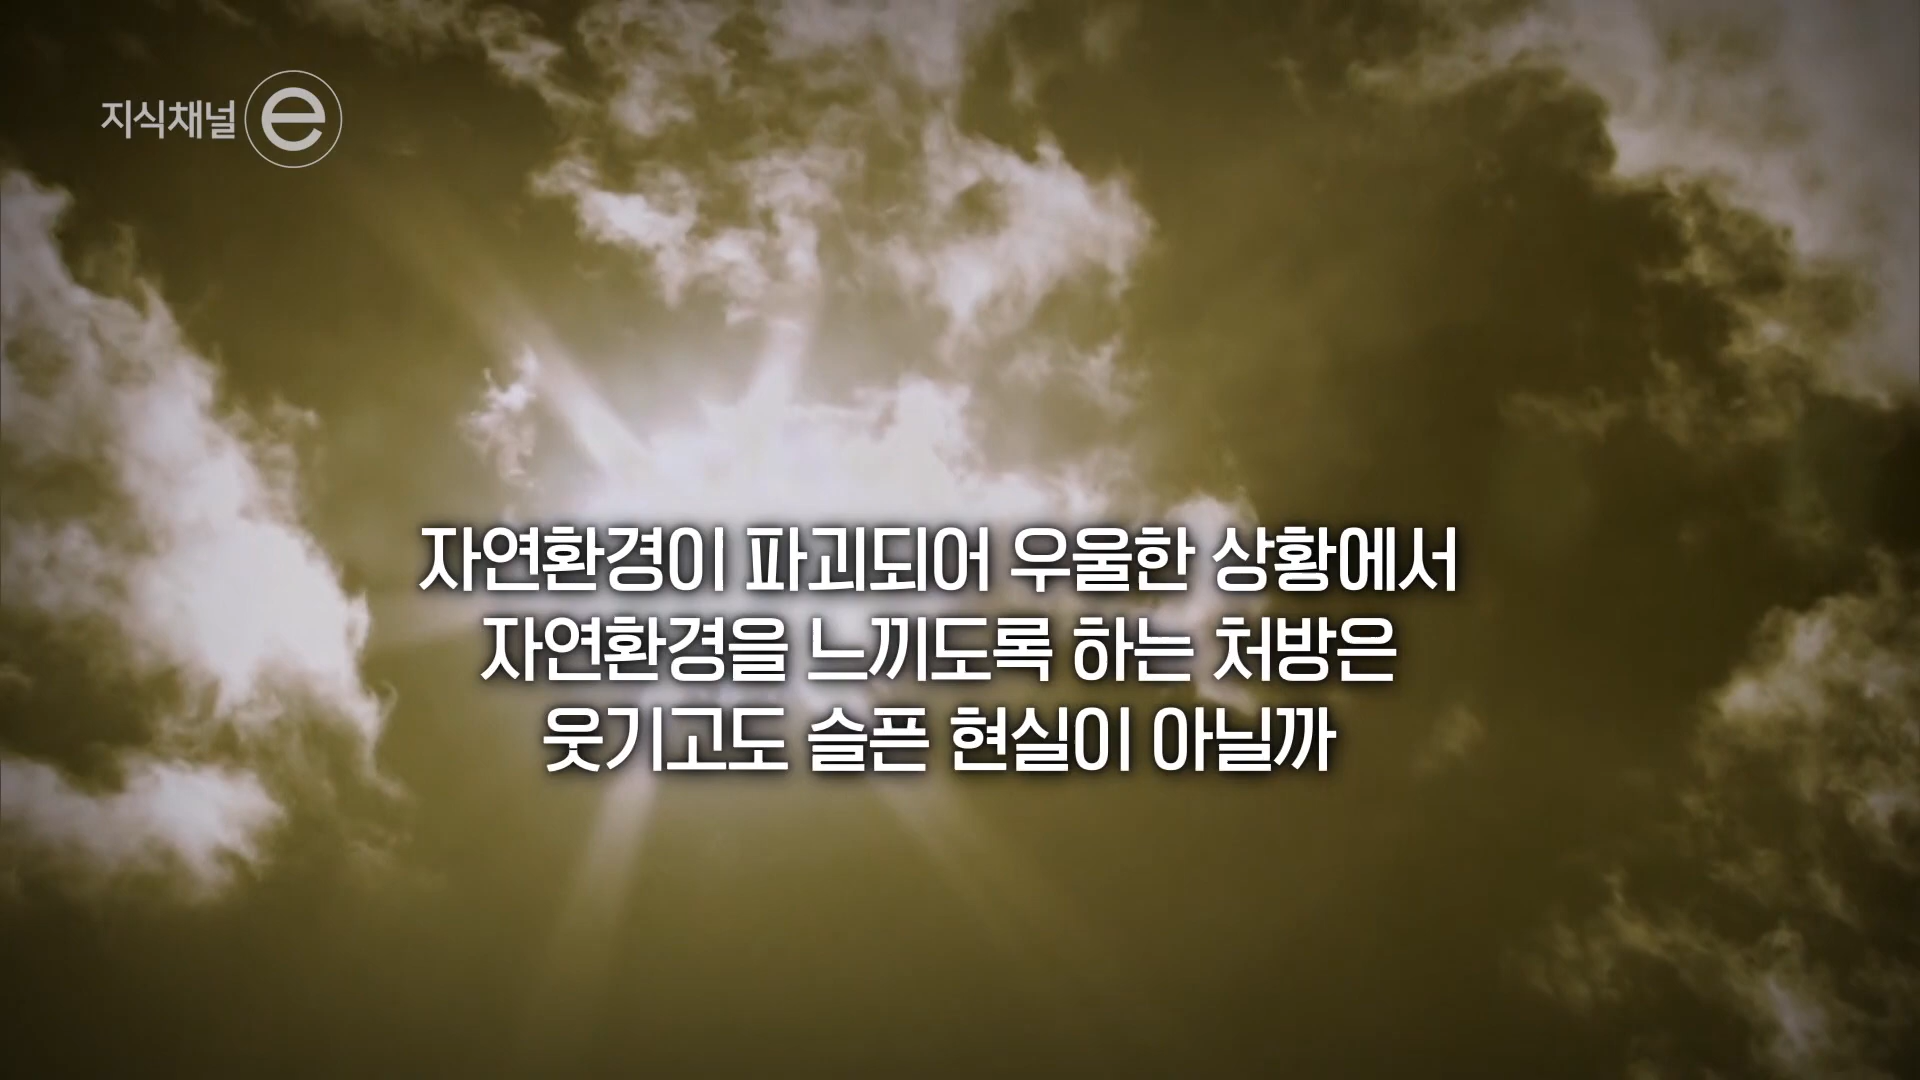 지식채널 e
자연환경이 파괴되어 우울한 상황에서
자연환경을 느끼도록 하는 처방은
웃기고도 슬픈 현실이 아닐까